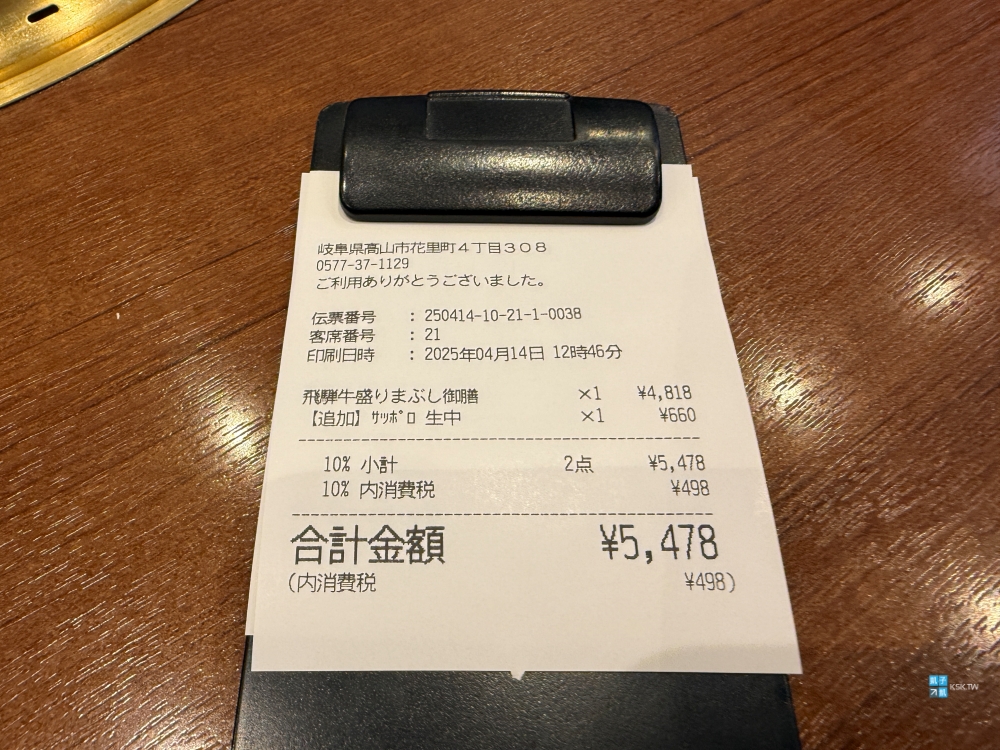 岐阜県高山市花里町4丁目308
0577-37-1129
ご利用ありがとうございました。
伝票番号 : 250414-10-21-1-0038
客席番号 : 21
印刷日時 : 2025年04月14日 12時46分
飛騨牛盛りまぶし御膳 ×1 ¥4,818
【追加】ｻｯﾎﾟﾛ 生中 ×1 ¥660
10% 小計 2点 ¥5,478
10% 内消費税 ¥498
合計金額 ¥5,478
(内消費税 ¥498)
KSK.TW